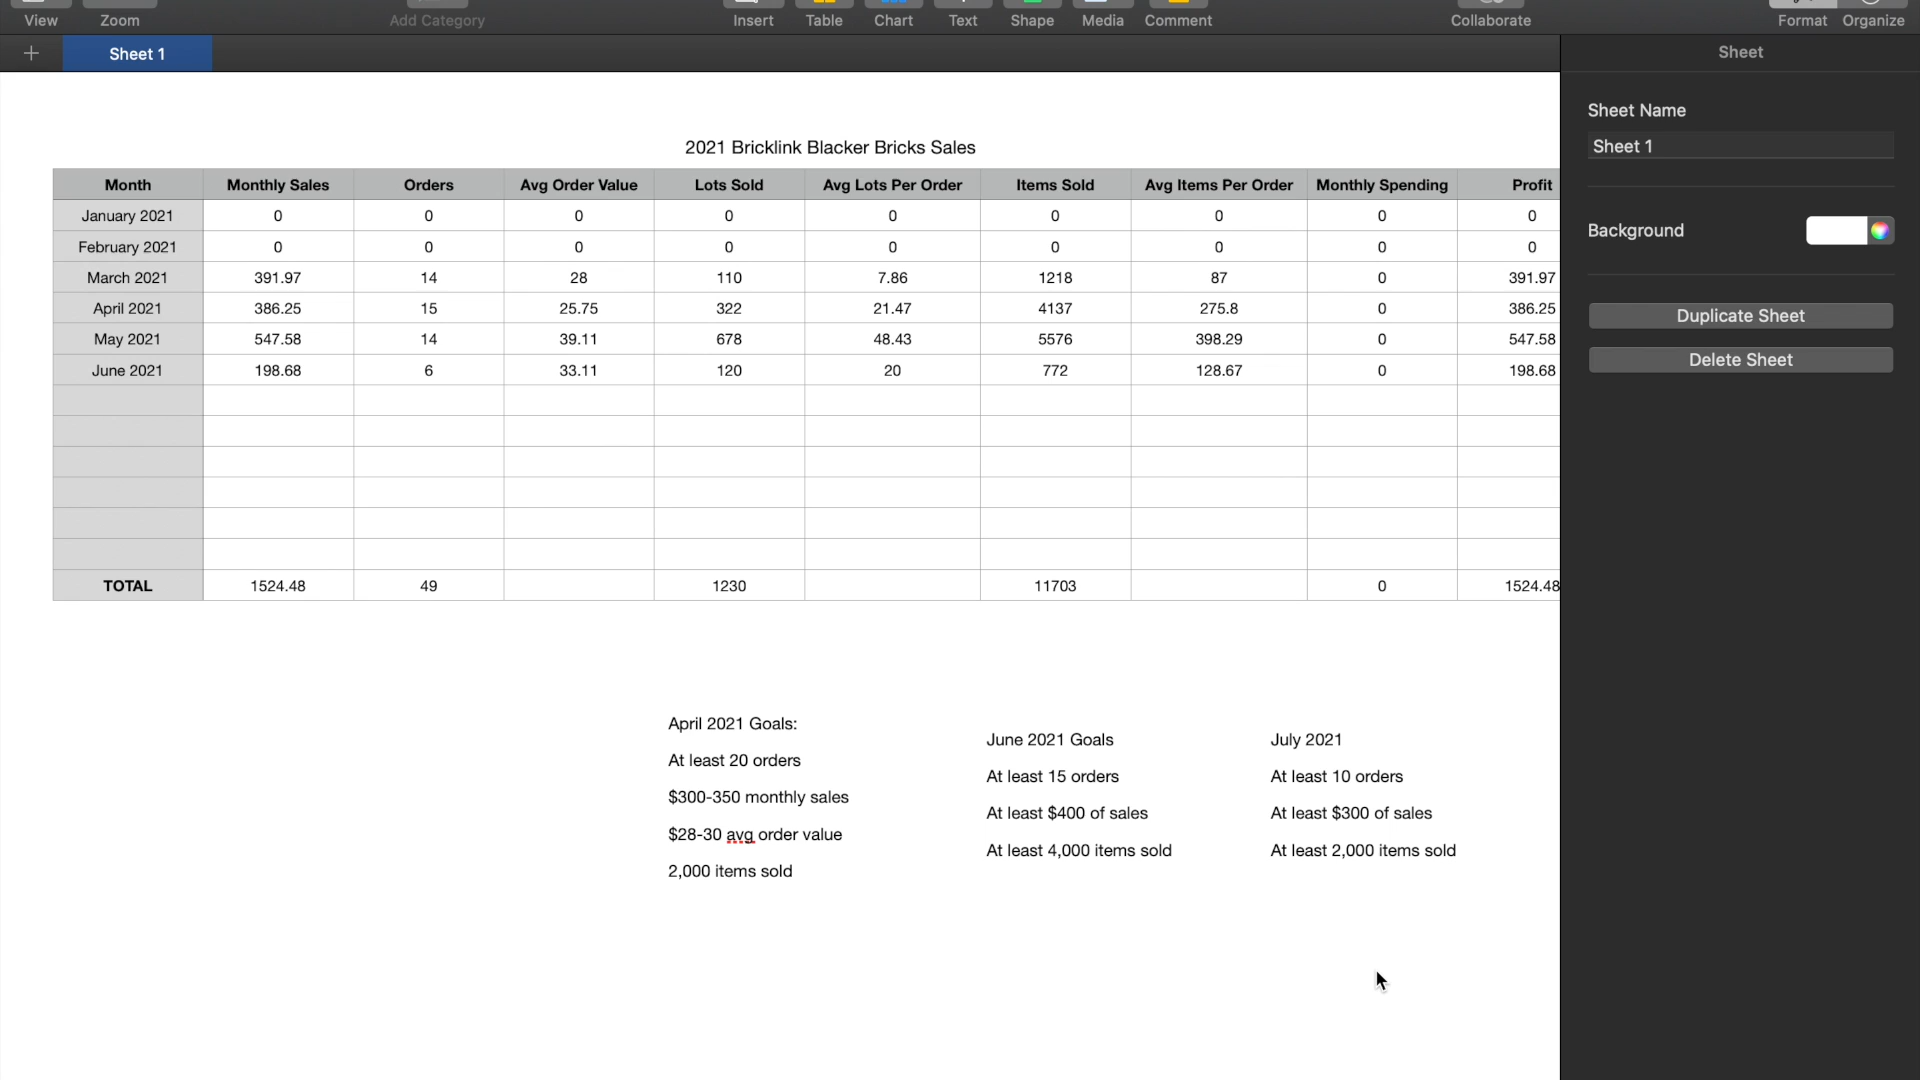 View Zoom Add Category Insert Table Chart Text Shape Media Comment Collaborate Format Organize
Sheet 1
Sheet
Sheet Name
Sheet 1
Background
Duplicate Sheet
Delete Sheet
2021 Bricklink Blacker Bricks Sales
Month Monthly Sales Orders Avg Order Value Lots Sold Avg Lots Per Order Items Sold Avg Items Per Order Monthly Spending Profit
January 2021 0 0 0 0 0 0 0 0 0
February 2021 0 0 0 0 0 0 0 0 0
March 2021 391.97 14 28 110 7.86 1218 87 0 391.97
April 2021 386.25 15 25.75 322 21.47 4137 275.8 0 386.25
May 2021 547.58 14 39.11 678 48.43 5576 398.29 0 547.58
June 2021 198.68 6 33.11 120 20 772 128.67 0 198.68
TOTAL 1524.48 49 1230 11703 0 1524.48
April 2021 Goals:
At least 20 orders
$300-350 monthly sales
$28-30 avg order value
2,000 items sold
June 2021 Goals
At least 15 orders
At least $400 of sales
At least 4,000 items sold
July 2021
At least 10 orders
At least $300 of sales
At least 2,000 items sold